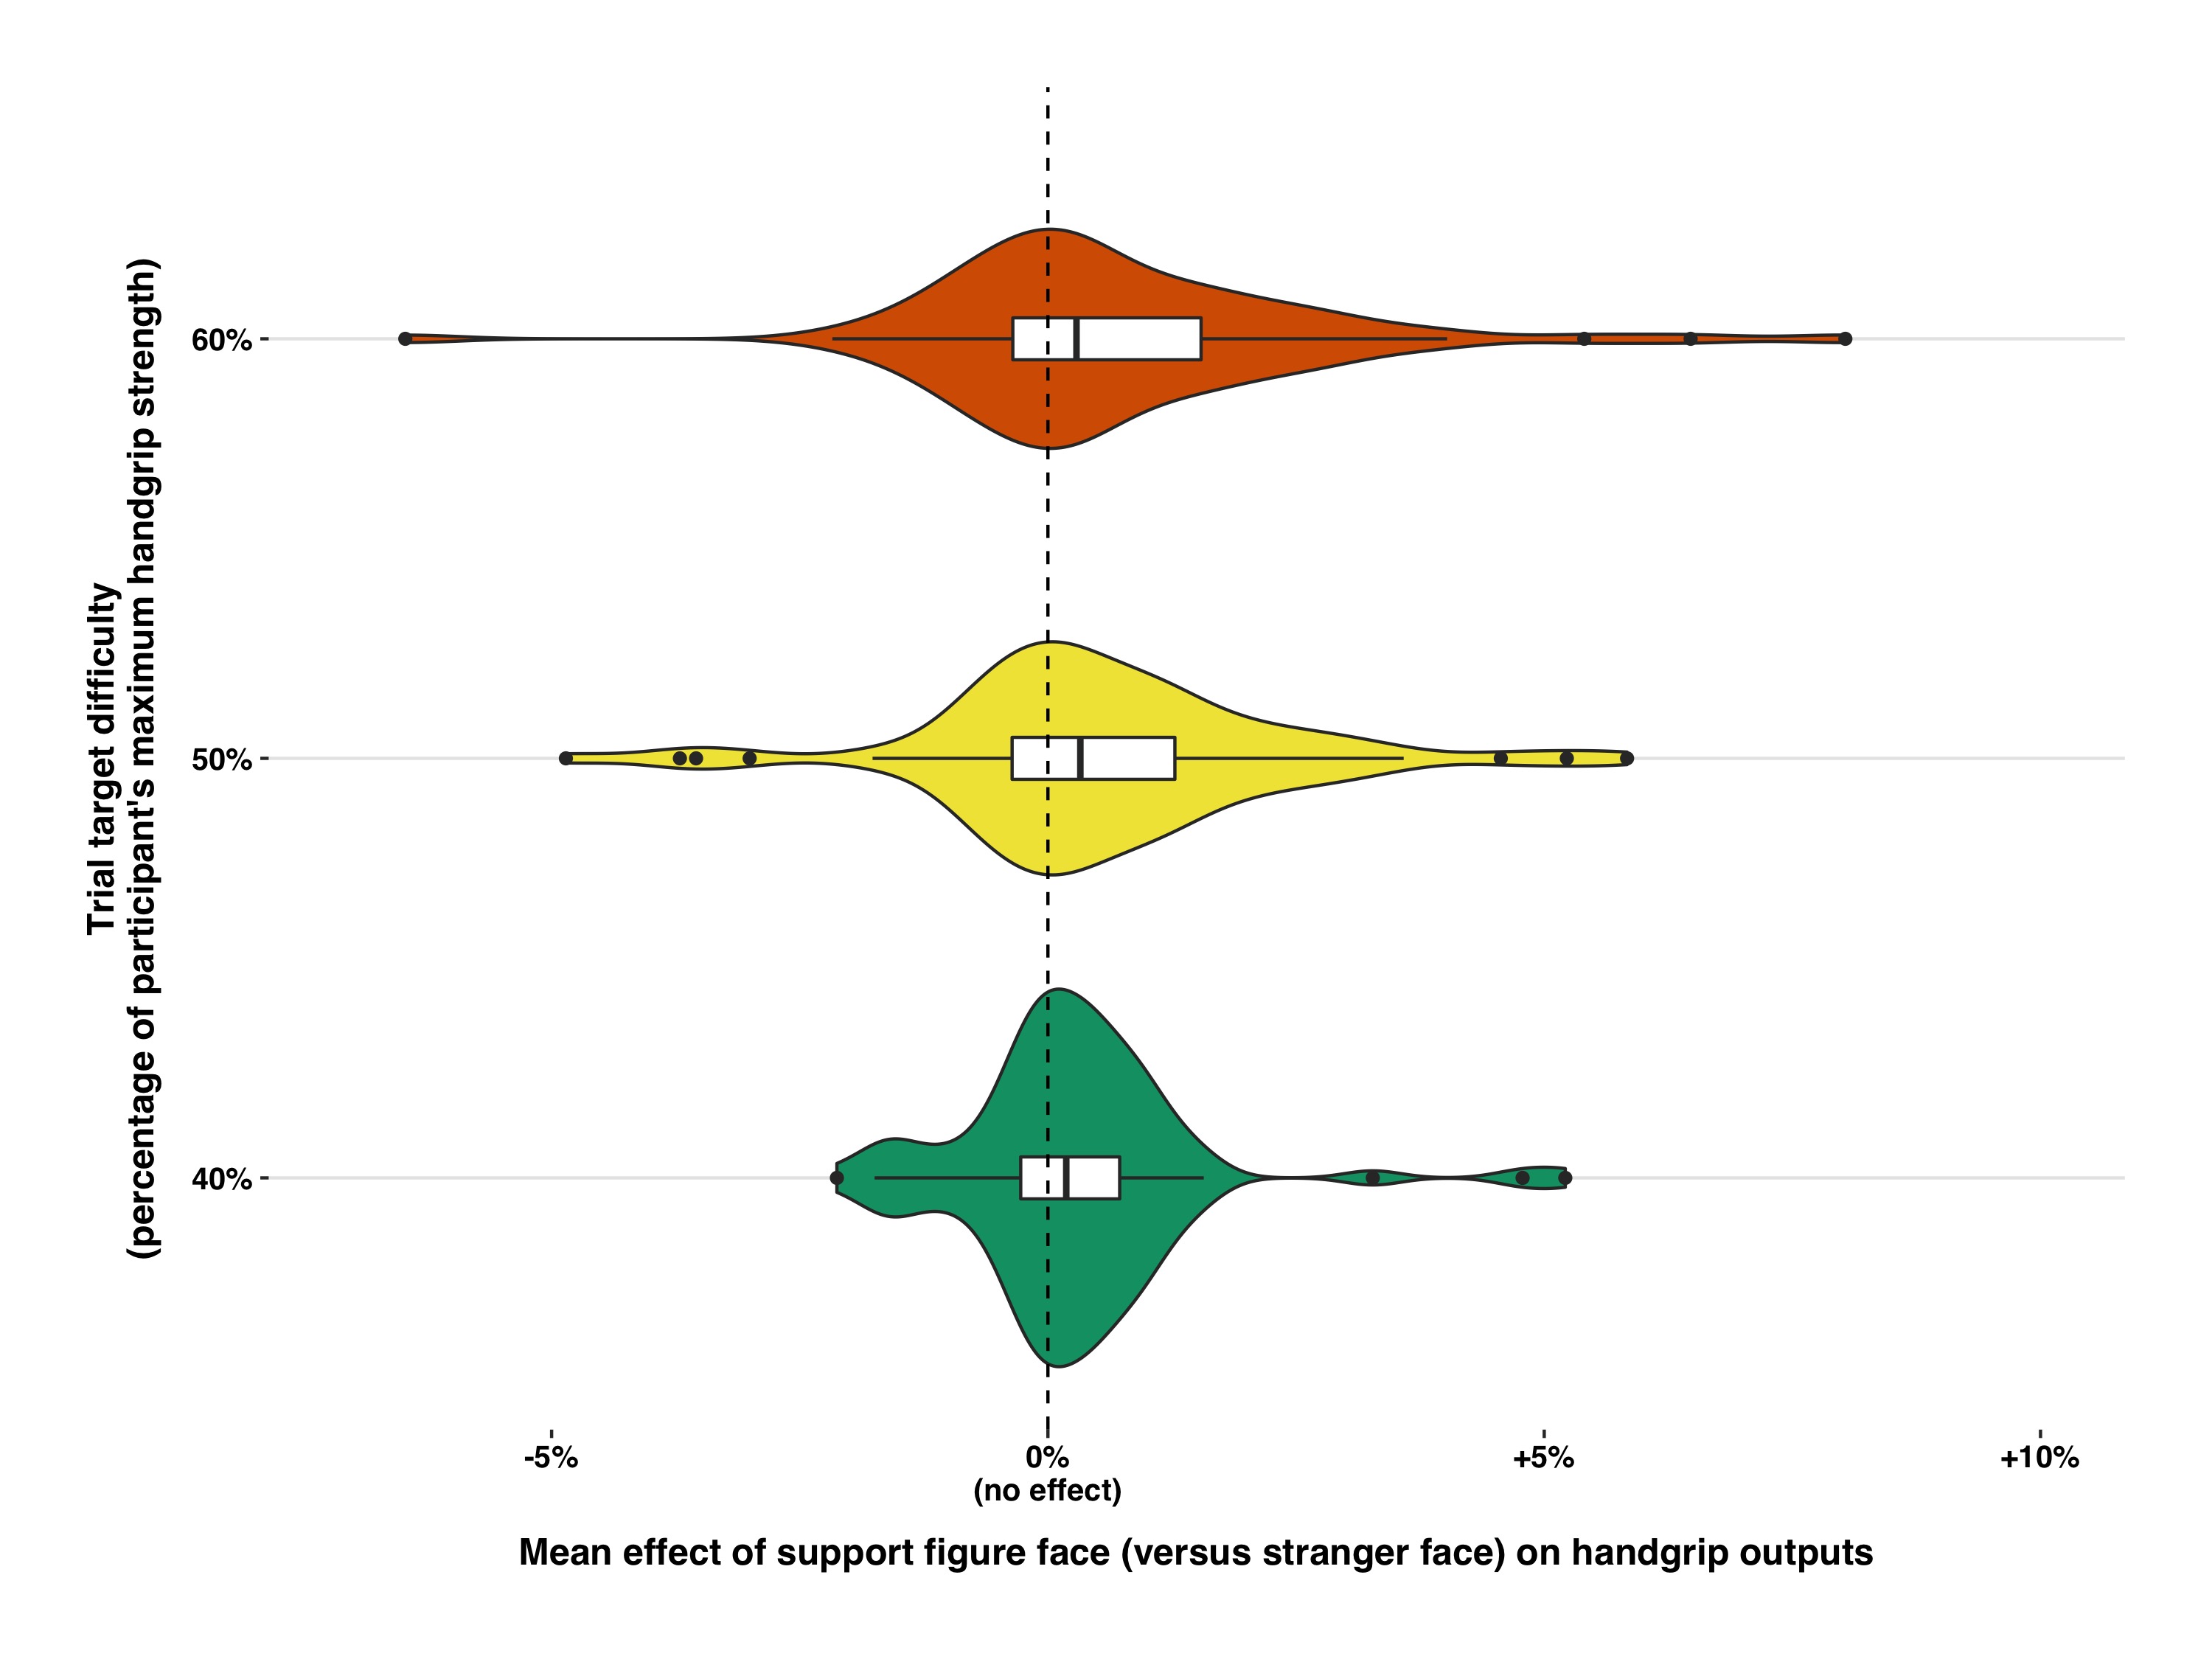 Trial target difficulty
(percentage of participant's maximum handgrip strength)
60%
50%
40%
-5%
0%
(no effect)
+5%
+10%
Mean effect of support figure face (versus stranger face) on handgrip outputs